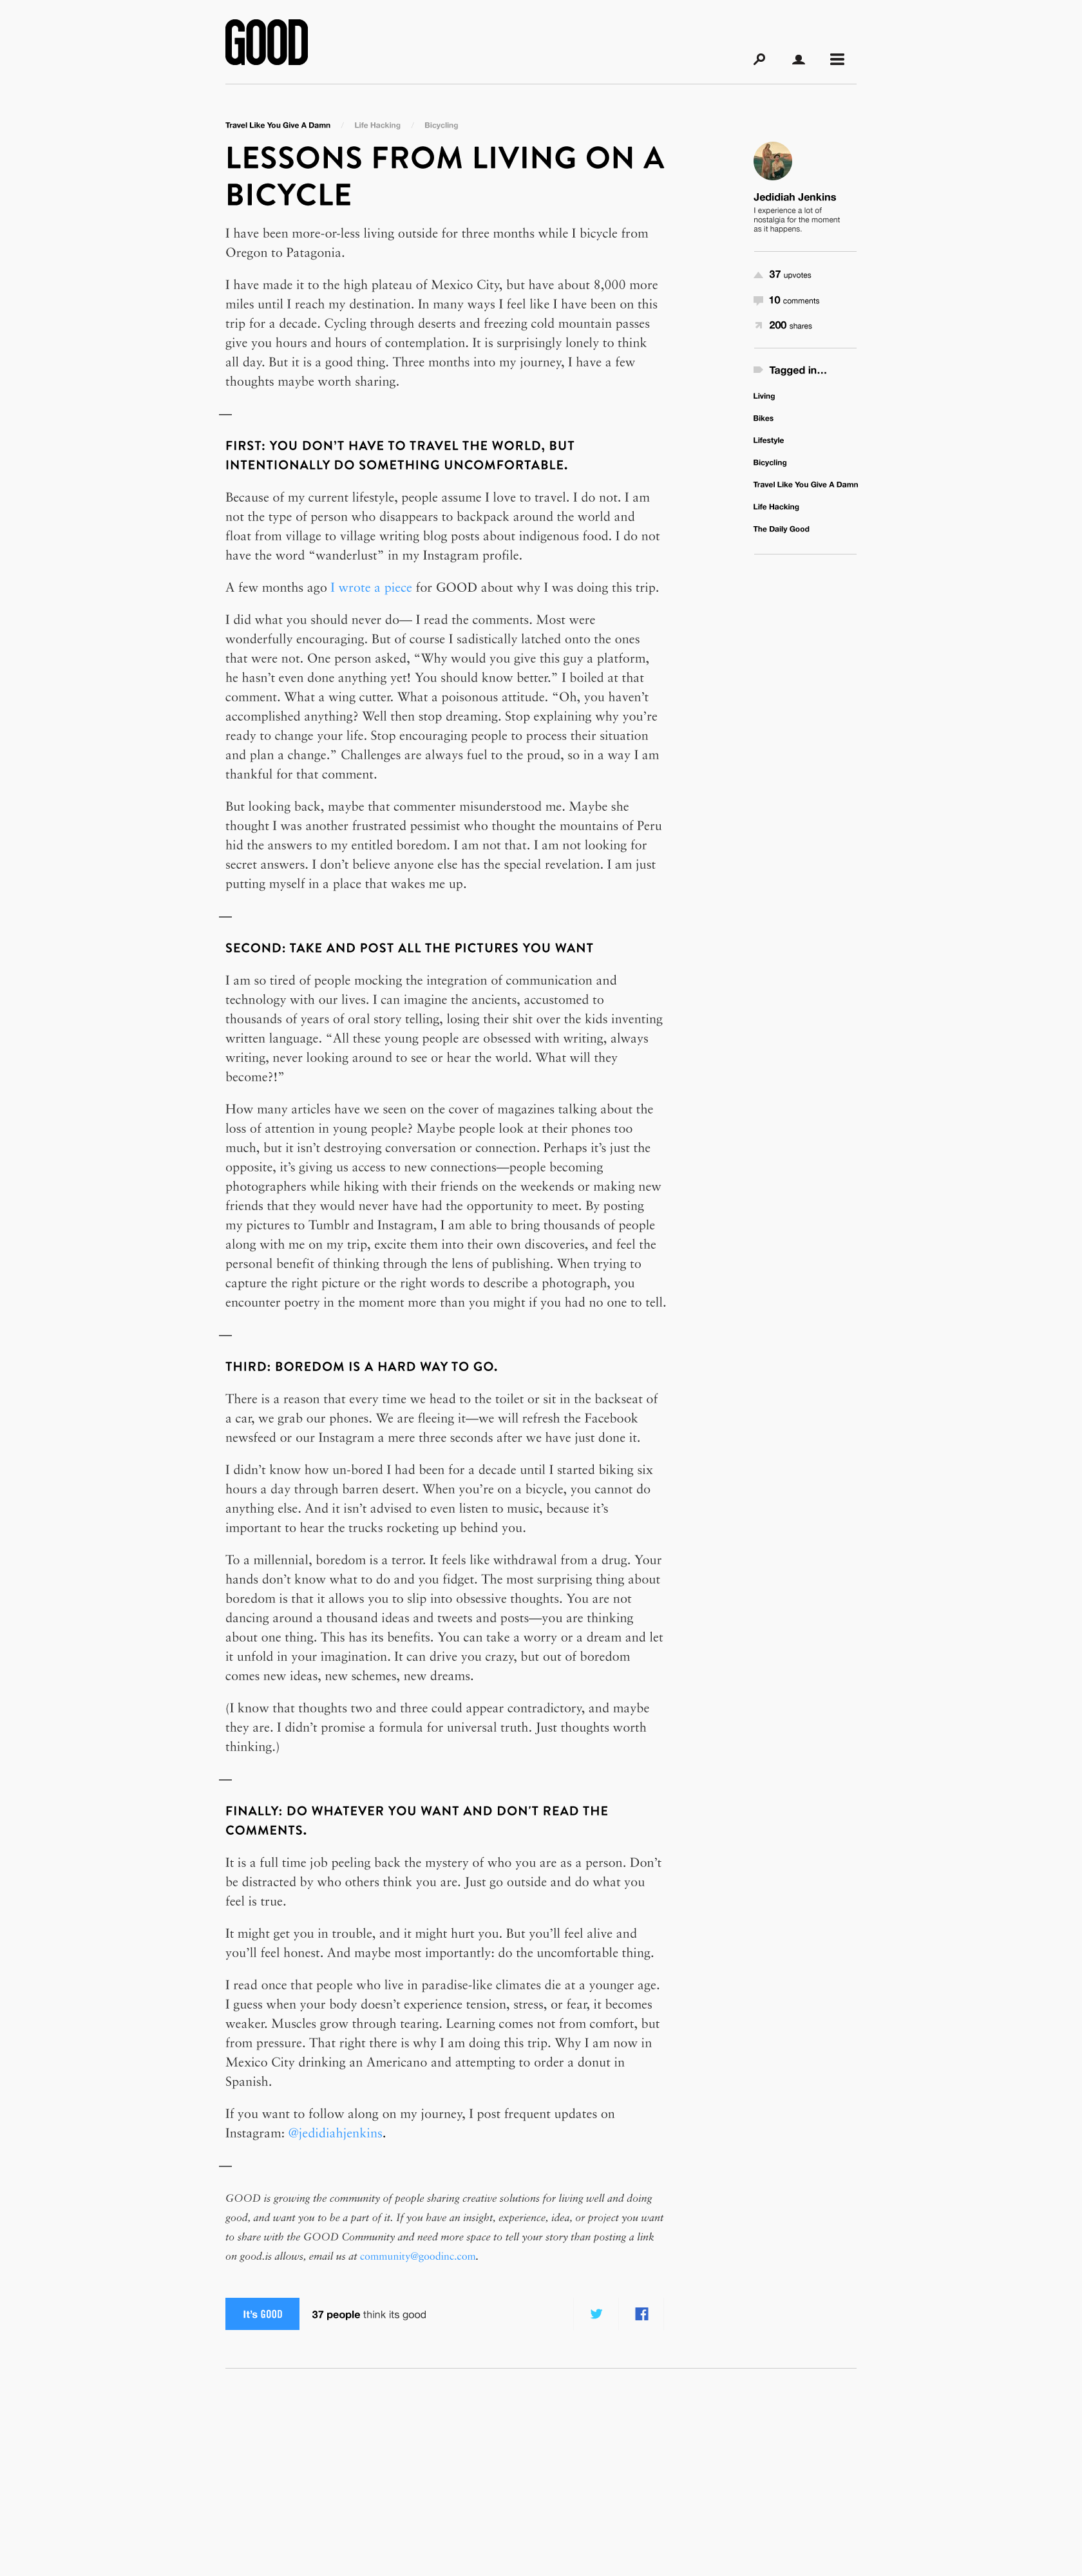 GOOD
Travel Like You Give A Damn / Life Hacking / Bicycling
LESSONS FROM LIVING ON A
BICYCLE
I have been more-or-less living outside for three months while I bicycle from
Oregon to Patagonia.
I have made it to the high plateau of Mexico City, but have about 8,000 more
miles until I reach my destination. In many ways I feel like I have been on this
trip for a decade. Cycling through deserts and freezing cold mountain passes
give you hours and hours of contemplation. It is surprisingly lonely to think
all day. But it is a good thing. Three months into my journey, I have a few
thoughts maybe worth sharing.
—
FIRST: YOU DON’T HAVE TO TRAVEL THE WORLD, BUT
INTENTIONALLY DO SOMETHING UNCOMFORTABLE.
Because of my current lifestyle, people assume I love to travel. I do not. I am
not the type of person who disappears to backpack around the world and
float from village to village writing blog posts about indigenous food. I do not
have the word “wanderlust” in my Instagram profile.
A few months ago I wrote a piece for GOOD about why I was doing this trip.
I did what you should never do— I read the comments. Most were
wonderfully encouraging. But of course I sadistically latched onto the ones
that were not. One person asked, “Why would you give this guy a platform,
he hasn’t even done anything yet! You should know better.” I boiled at that
comment. What a wing cutter. What a poisonous attitude. “Oh, you haven’t
accomplished anything? Well then stop dreaming. Stop explaining why you’re
ready to change your life. Stop encouraging people to process their situation
and plan a change.” Challenges are always fuel to the proud, so in a way I am
thankful for that comment.
But looking back, maybe that commenter misunderstood me. Maybe she
thought I was another frustrated pessimist who thought the mountains of Peru
hid the answers to my entitled boredom. I am not that. I am not looking for
secret answers. I don’t believe anyone else has the special revelation. I am just
putting myself in a place that wakes me up.
—
SECOND: TAKE AND POST ALL THE PICTURES YOU WANT
I am so tired of people mocking the integration of communication and
technology with our lives. I can imagine the ancients, accustomed to
thousands of years of oral story telling, losing their shit over the kids inventing
written language. “All these young people are obsessed with writing, always
writing, never looking around to see or hear the world. What will they
become?!”
How many articles have we seen on the cover of magazines talking about the
loss of attention in young people? Maybe people look at their phones too
much, but it isn’t destroying conversation or connection. Perhaps it’s just the
opposite, it’s giving us access to new connections—people becoming
photographers while hiking with their friends on the weekends or making new
friends that they would never have had the opportunity to meet. By posting
my pictures to Tumblr and Instagram, I am able to bring thousands of people
along with me on my trip, excite them into their own discoveries, and feel the
personal benefit of thinking through the lens of publishing. When trying to
capture the right picture or the right words to describe a photograph, you
encounter poetry in the moment more than you might if you had no one to tell.
—
THIRD: BOREDOM IS A HARD WAY TO GO.
There is a reason that every time we head to the toilet or sit in the backseat of
a car, we grab our phones. We are fleeing it—we will refresh the Facebook
newsfeed or our Instagram a mere three seconds after we have just done it.
I didn’t know how un-bored I had been for a decade until I started biking six
hours a day through barren desert. When you’re on a bicycle, you cannot do
anything else. And it isn’t advised to even listen to music, because it’s
important to hear the trucks rocketing up behind you.
To a millennial, boredom is a terror. It feels like withdrawal from a drug. Your
hands don’t know what to do and you fidget. The most surprising thing about
boredom is that it allows you to slip into obsessive thoughts. You are not
dancing around a thousand ideas and tweets and posts—you are thinking
about one thing. This has its benefits. You can take a worry or a dream and let
it unfold in your imagination. It can drive you crazy, but out of boredom
comes new ideas, new schemes, new dreams.
(I know that thoughts two and three could appear contradictory, and maybe
they are. I didn’t promise a formula for universal truth. Just thoughts worth
thinking.)
—
FINALLY: DO WHATEVER YOU WANT AND DON'T READ THE
COMMENTS.
It is a full time job peeling back the mystery of who you are as a person. Don’t
be distracted by who others think you are. Just go outside and do what you
feel is true.
It might get you in trouble, and it might hurt you. But you’ll feel alive and
you’ll feel honest. And maybe most importantly: do the uncomfortable thing.
I read once that people who live in paradise-like climates die at a younger age.
I guess when your body doesn’t experience tension, stress, or fear, it becomes
weaker. Muscles grow through tearing. Learning comes not from comfort, but
from pressure. That right there is why I am doing this trip. Why I am now in
Mexico City drinking an Americano and attempting to order a donut in
Spanish.
If you want to follow along on my journey, I post frequent updates on
Instagram: @jedidiahjenkins.
—
GOOD is growing the community of people sharing creative solutions for living well and doing
good, and want you to be a part of it. If you have an insight, experience, idea, or project you want
to share with the GOOD Community and need more space to tell your story than posting a link
on good.is allows, email us at community@goodinc.com.
It's GOOD
37 people think its good
Jedidiah Jenkins
I experience a lot of
nostalgia for the moment
as it happens.
37 upvotes
10 comments
200 shares
Tagged in…
Living
Bikes
Lifestyle
Bicycling
Travel Like You Give A Damn
Life Hacking
The Daily Good